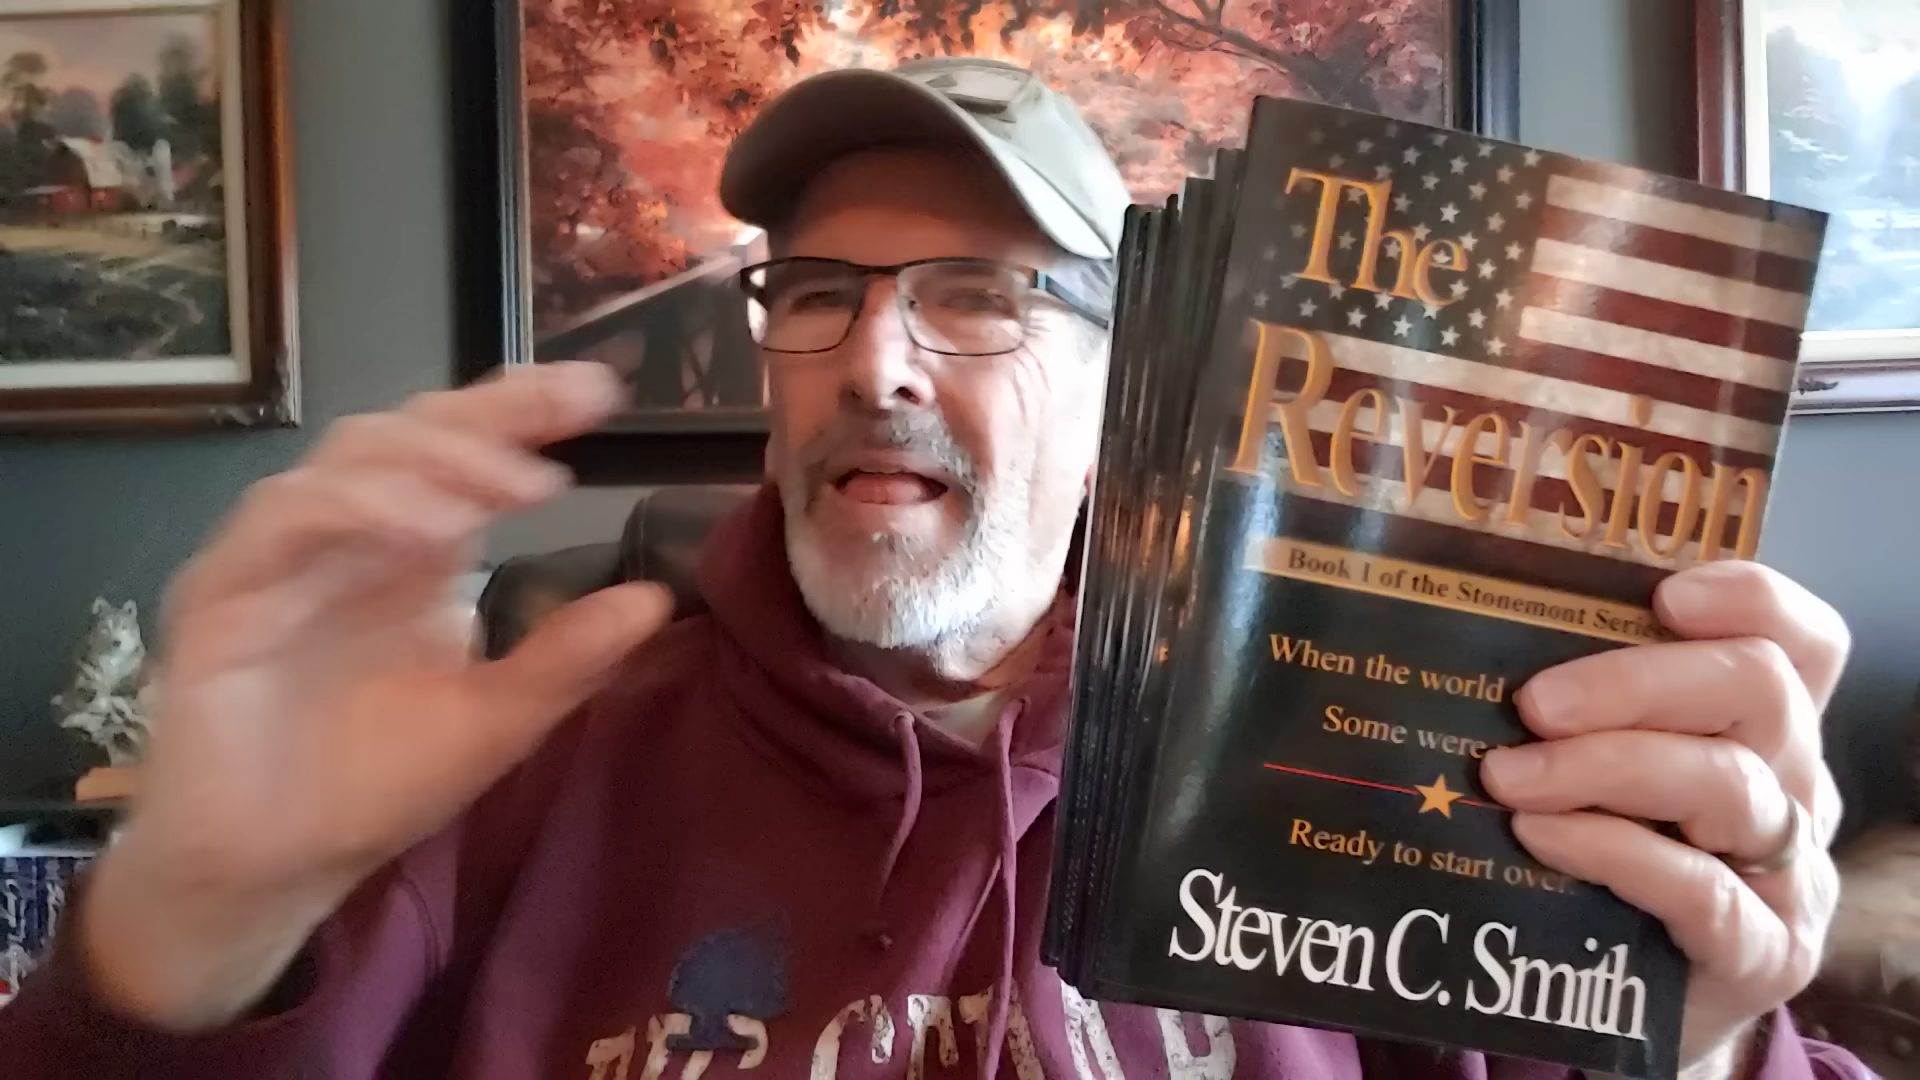 The
Reversion
Book I of the Stonemont Series
When the world
Some were
Ready to start over.
Steven C. Smith